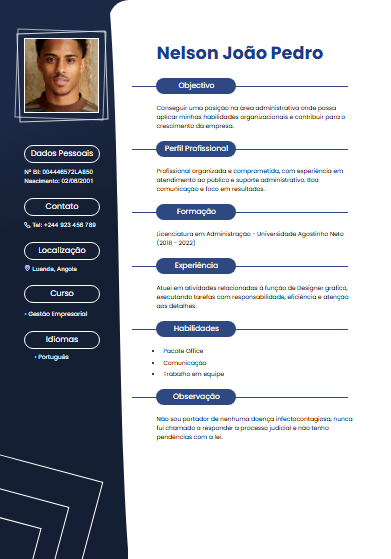 Dados Pessoais
Nº BI: 004446572LA850
Nascimento: 02/06/2001
Contato
Tel: +244 923 456 789
Localização
Luanda, Angola
Curso
• Gestão Empresarial
Idiomas
• Português
Nelson João Pedro
Objectivo
Conseguir uma posição na área administrativa onde possa
aplicar minhas habilidades organizacionais e contribuir para o
crescimento da empresa.
Perfil Profissional
Profissional organizada e comprometida, com experiência em
atendimento ao público e suporte administrativo. Boa
comunicação e foco em resultados.
Formação
Licenciatura em Administração - Universidade Agostinho Neto
(2018 - 2022)
Experiência
Atuei em atividades relacionadas à função de Designer grafico,
executando tarefas com responsabilidade, eficiência e atenção
aos detalhes.
Habilidades
• Pacote Office
• Comunicação
• Trabalho em equipe
Observação
Não sou portador de nenhuma doença infectocontagiosa, nunca
fui chamado a responder a processo judicial e não tenho
pendências com a lei.